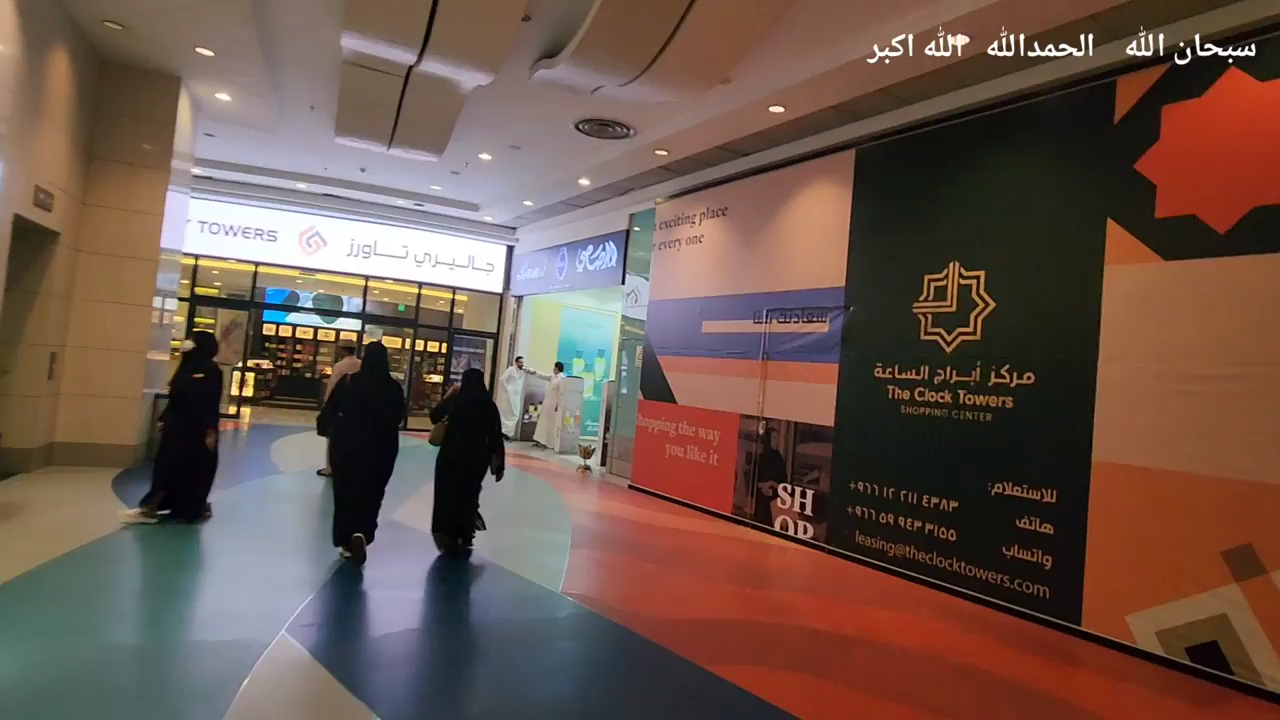 سبحان الله الحمدالله الله اكبر
TOWERS
جاليري تاورز
الرصاصي
exciting place
every one
سعادتك
Shopping the way
you like it
SH
OP
مركز أبراج الساعة
The Clock Towers
SHOPPING CENTER
للاستعلام:
هاتف +٩٦٦ ١٢ ٢١١ ٤٣٨٣
واتساب +٩٦٦ ٥٩ ٩٤٣ ٣١٥٥
leasing@theclocktowers.com